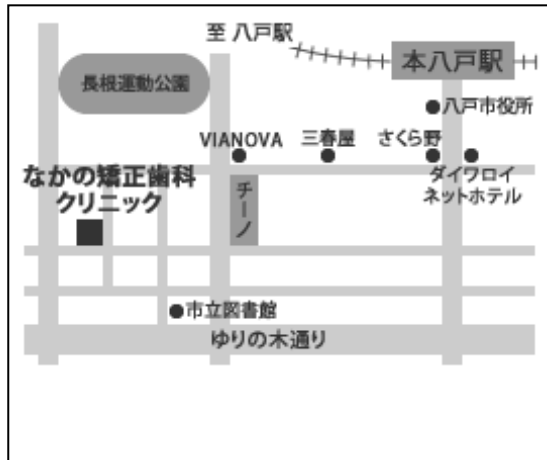 至 八戸駅
本八戸駅
長根運動公園
八戸市役所
VIANOVA
三春屋
さくら野
なかの矯正歯科
クリニック
チーノ
ダイワロイ
ネットホテル
市立図書館
ゆりの木通り